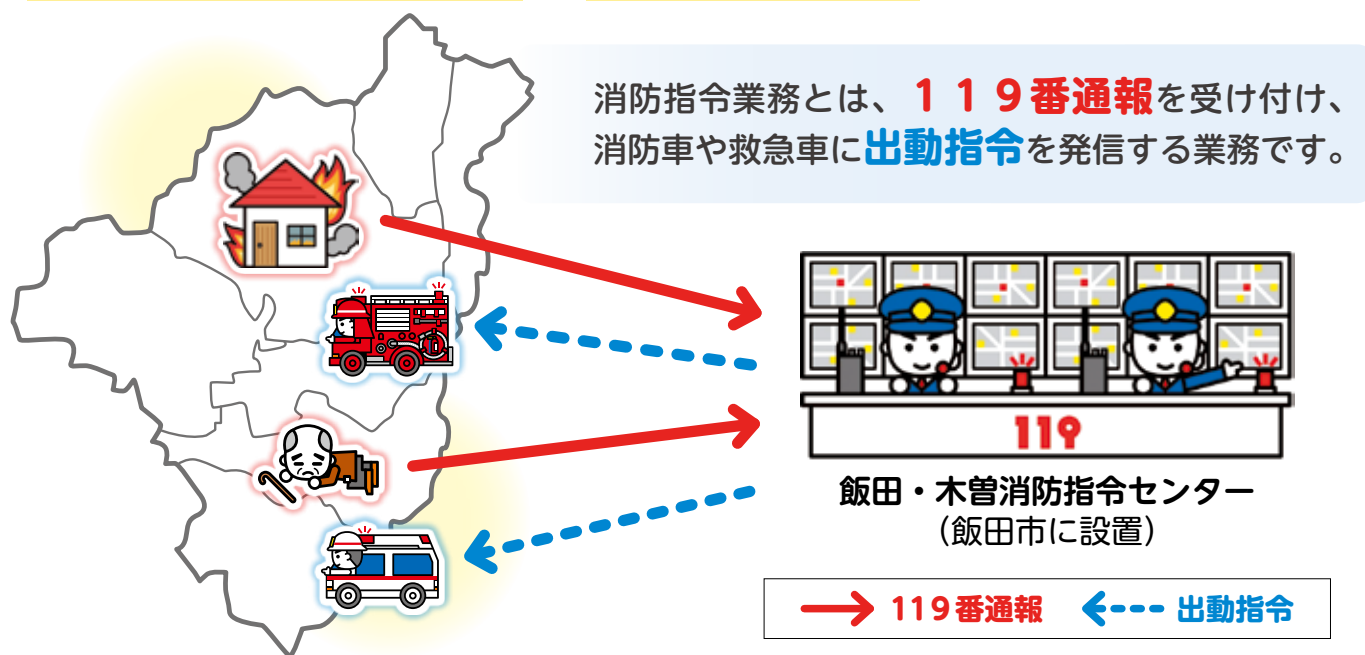 消防指令業務とは、119番通報を受け付け、
消防車や救急車に出動指令を発信する業務です。
119
飯田・木曽消防指令センター
（飯田市に設置）
119番通報 出動指令